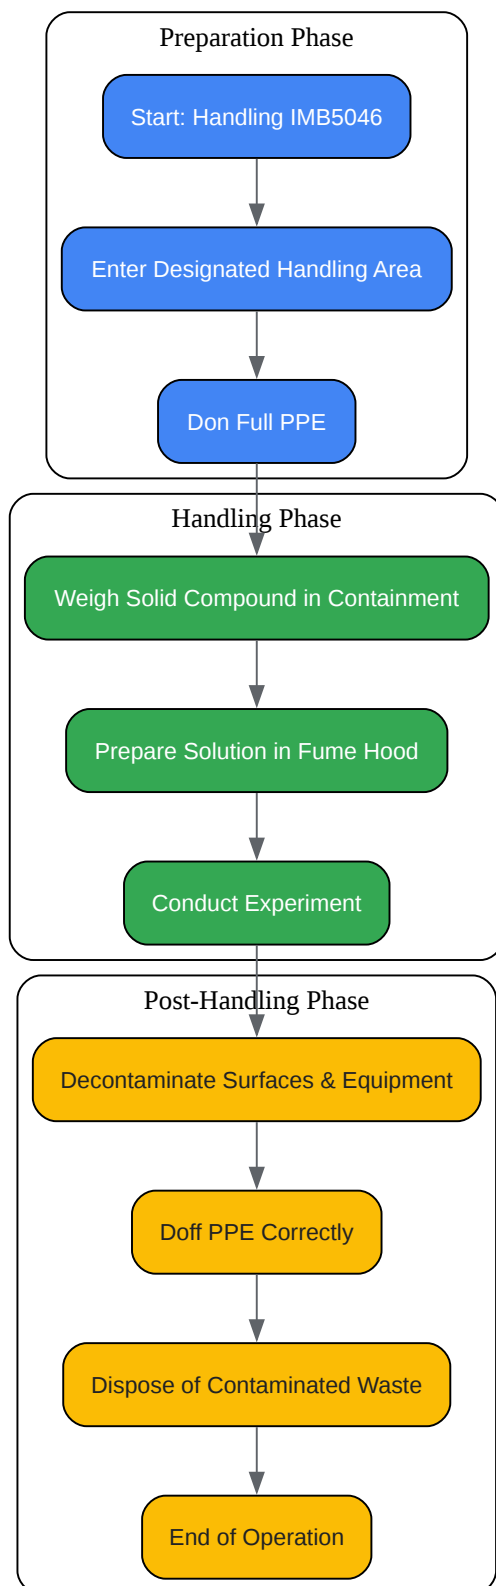 Preparation Phase
Start: Handling IMB5046
Enter Designated Handling Area
Don Full PPE
Handling Phase
Weigh Solid Compound in Containment
Prepare Solution in Fume Hood
Conduct Experiment
Post-Handling Phase
Decontaminate Surfaces & Equipment
Doff PPE Correctly
Dispose of Contaminated Waste
End of Operation